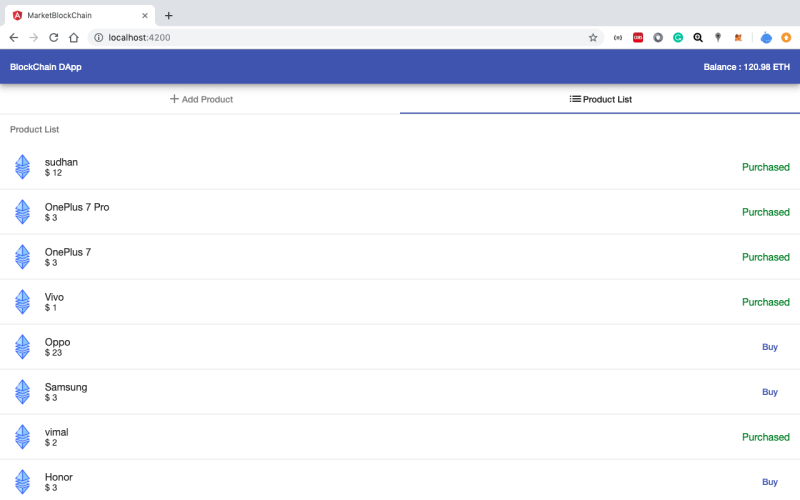 MarketBlockChain
localhost:4200
BlockChain DApp
Balance : 120.98 ETH
Add Product
Product List
Product List
sudhan
$ 12
Purchased
OnePlus 7 Pro
$ 3
Purchased
OnePlus 7
$ 3
Purchased
Vivo
$ 1
Purchased
Oppo
$ 23
Buy
Samsung
$ 3
Buy
vimal
$ 2
Purchased
Honor
$ 3
Buy